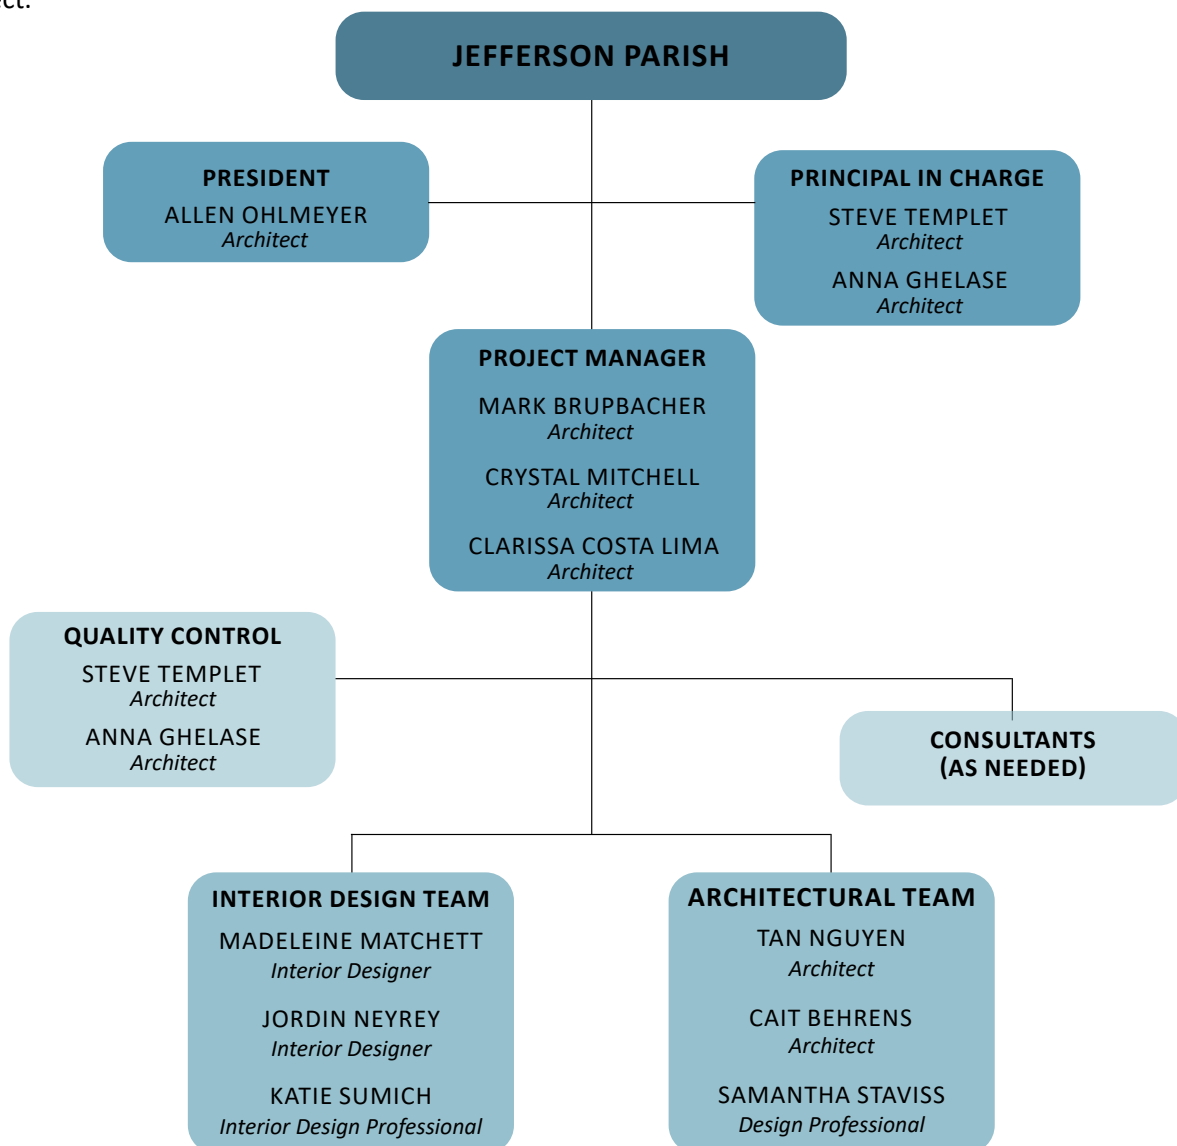 JEFFERSON PARISH
PRESIDENT
ALLEN OHLMEYER
Architect
PRINCIPAL IN CHARGE
STEVE TEMPLET
Architect
ANNA GHELASE
Architect
PROJECT MANAGER
MARK BRUPBACHER
Architect
CRYSTAL MITCHELL
Architect
CLARISSA COSTA LIMA
Architect
QUALITY CONTROL
STEVE TEMPLET
Architect
ANNA GHELASE
Architect
CONSULTANTS
(AS NEEDED)
INTERIOR DESIGN TEAM
MADELEINE MATCHETT
Interior Designer
JORDIN NEYREY
Interior Designer
KATIE SUMICH
Interior Design Professional
ARCHITECTURAL TEAM
TAN NGUYEN
Architect
CAIT BEHRENS
Architect
SAMANTHA STAVISS
Design Professional